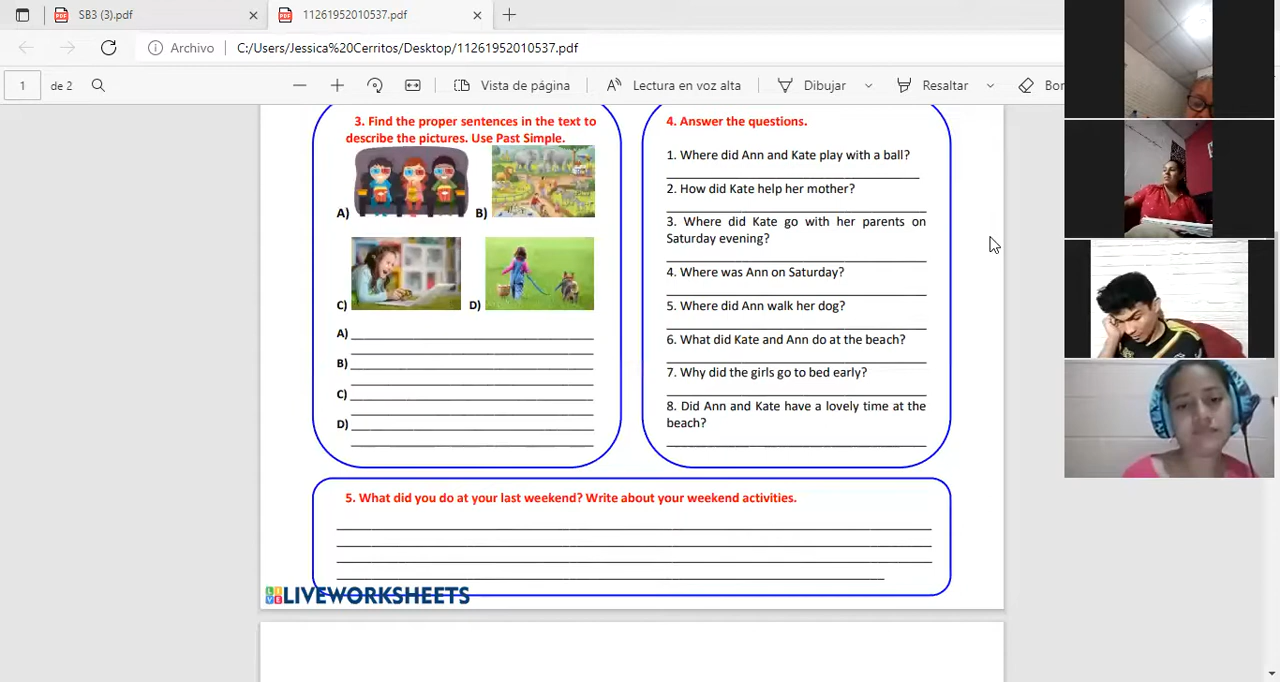 SB3 (3).pdf
11261952010537.pdf
Archivo
C:/Users/Jessica%20Cerritos/Desktop/11261952010537.pdf
1
de 2
Vista de página
Lectura en voz alta
Dibujar
Resaltar
Bor
3. Find the proper sentences in the text to
describe the pictures. Use Past Simple.
A)
B)
C)
D)
A)
B)
C)
D)
4. Answer the questions.
1. Where did Ann and Kate play with a ball?
2. How did Kate help her mother?
3. Where did Kate go with her parents on
Saturday evening?
4. Where was Ann on Saturday?
5. Where did Ann walk her dog?
6. What did Kate and Ann do at the beach?
7. Why did the girls go to bed early?
8. Did Ann and Kate have a lovely time at the
beach?
5. What did you do at your last weekend? Write about your weekend activities.
LIVE
LIVEWORKSHEETS